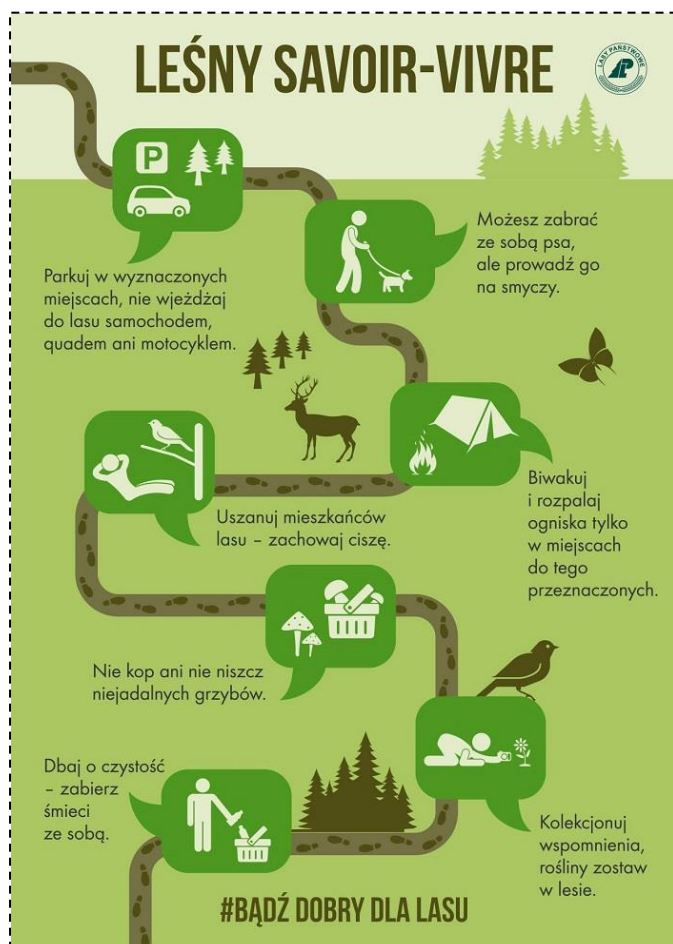 LEŚNY SAVOIR-VIVRE
LASY PAŃSTWOWE
P
Parkuj w wyznaczonych
miejscach, nie wjeżdżaj
do lasu samochodem,
quadem ani motocyklem.
Możesz zabrać
ze sobą psa,
ale prowadź go
na smyczy.
Biwakuj
i rozpalaj
ogniska tylko
w miejscach
do tego
przeznaczonych.
Uszanuj mieszkańców
lasu – zachowaj ciszę.
Nie kop ani nie niszcz
niejadalnych grzybów.
Kolekcjonuj
wspomnienia,
rośliny zostaw
w lesie.
Dbaj o czystość
– zabierz
śmieci
ze sobą.
#BĄDŹ DOBRY DLA LASU